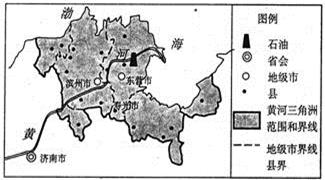 渤
海
河
滨州市
东营市
寿光市
黄
济南市
图例
石油
省会
地级市
县
黄河三角洲
范围和界线
地级市界线
县界